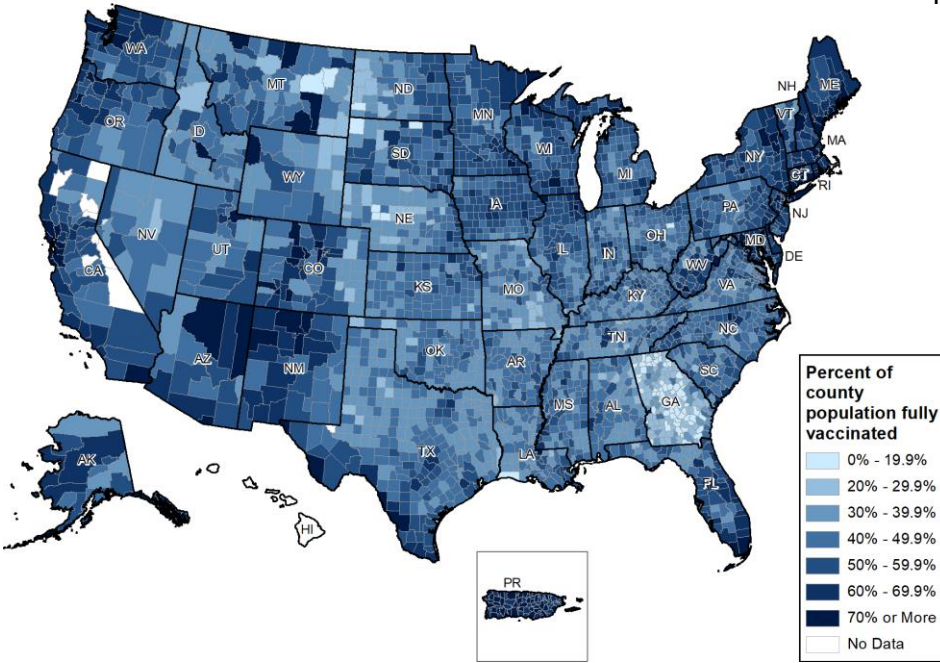 WA
MT
ND
MN
OR
ID
SD
WI
MI
WY
NE
IA
NV
UT
CO
KS
MO
IL
IN
OH
CA
AZ
NM
OK
AR
KY
WV
VA
TN
NC
SC
TX
LA
MS
AL
GA
FL
PA
NY
NH
VT
ME
MA
CT
RI
NJ
MD
DE
AK
HI
PR
Percent of
county
population fully
vaccinated
0% - 19.9%
20% - 29.9%
30% - 39.9%
40% - 49.9%
50% - 59.9%
60% - 69.9%
70% or More
No Data